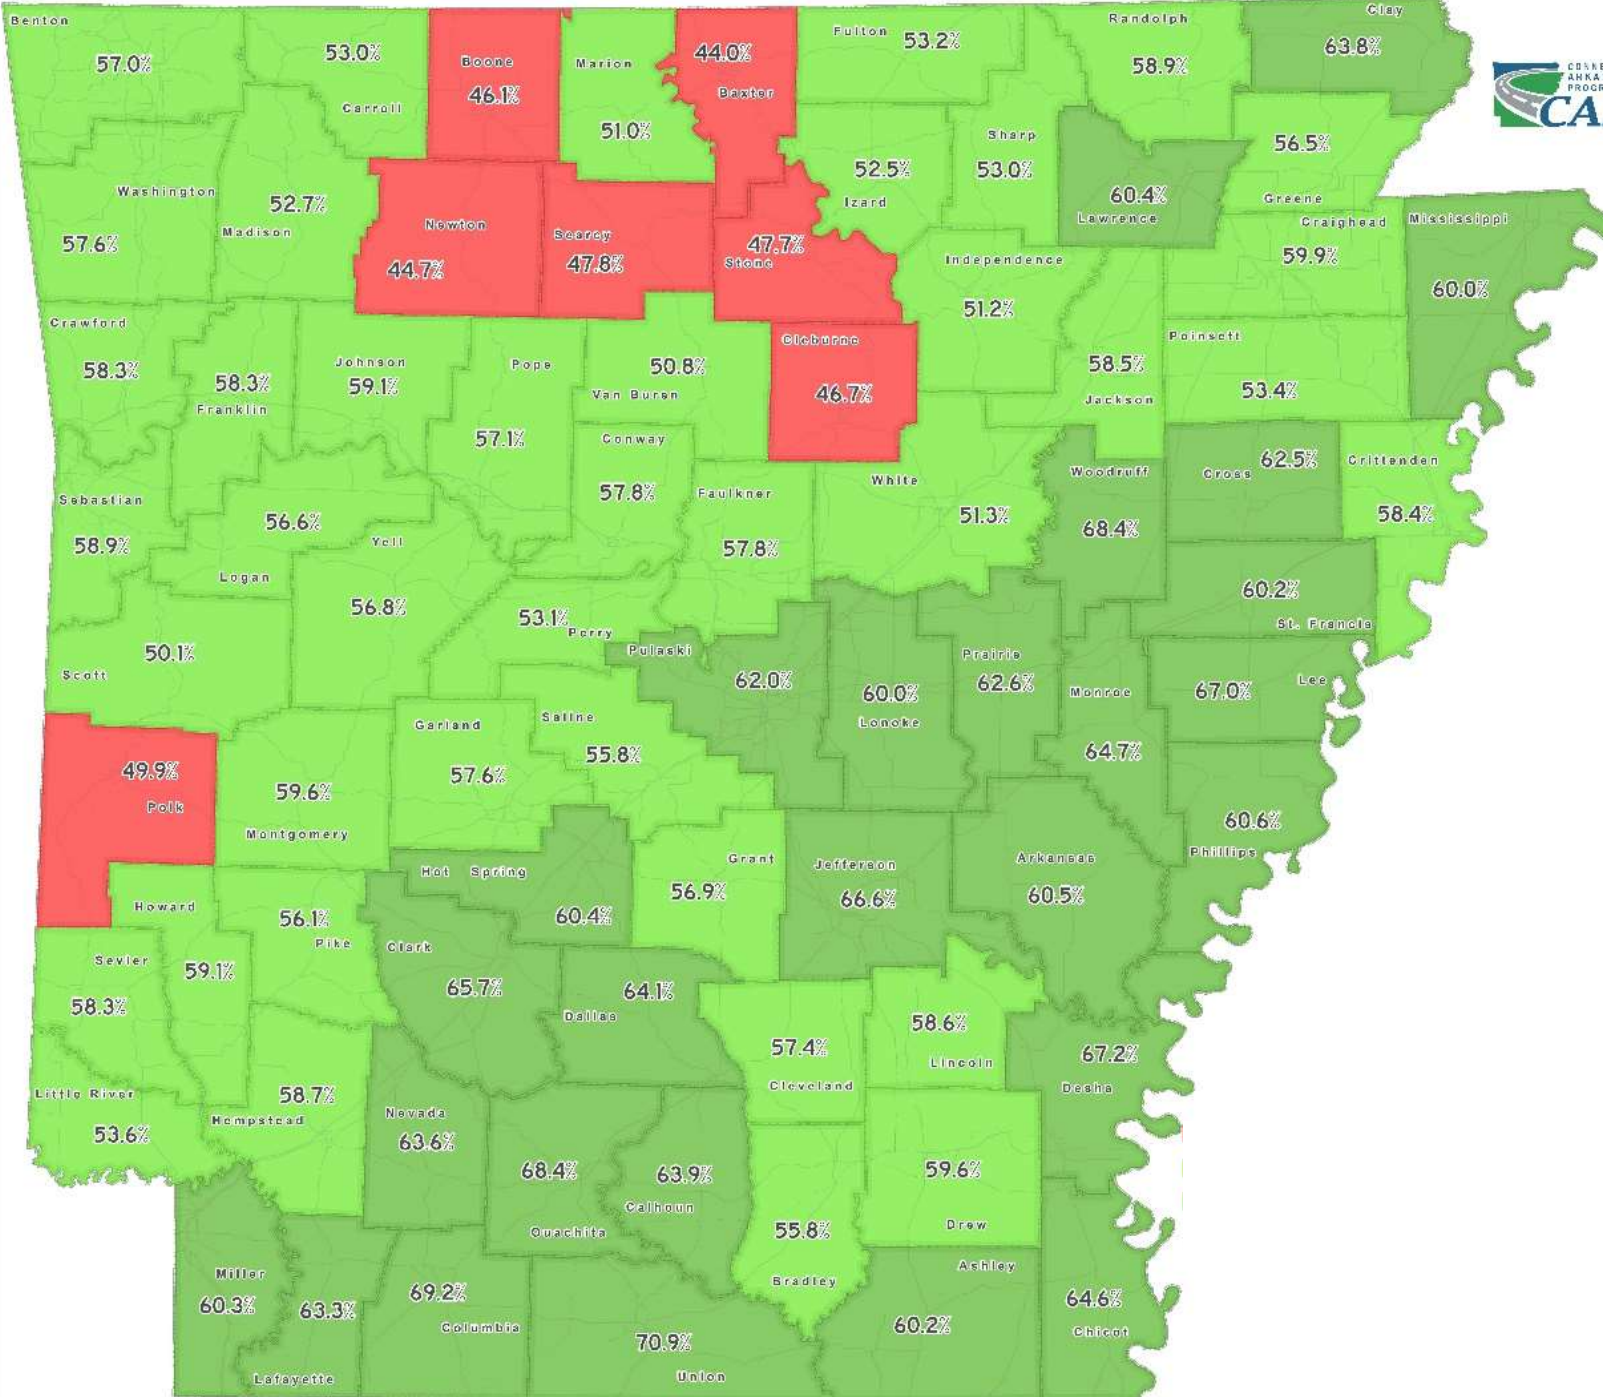 Benton
57.0%
53.0%
Carroll
Boone
46.1%
Marion
51.0%
44.0%
Baxter
Fulton 53.2%
Randolph
58.9%
Clay
63.8%
CA
Washington
57.6%
52.7%
Madison
Newton
44.7%
Searcy
47.8%
47.7%
Stone
52.5%
Izard
Sharp
53.0%
60.4%
Lawrence
56.5%
Greene
Craighead
59.9%
Mississippi
60.0%
Independence
51.2%
Crawford
58.3%
58.3%
Franklin
Johnson
59.1%
Pope
57.1%
50.8%
Van Buren
Cleburne
46.7%
58.5%
Jackson
Poinsett
53.4%
Conway
57.8%
Faulkner
57.8%
White
51.3%
Woodruff
68.4%
Cross 62.5%
Crittenden
58.4%
Sebastian
58.9%
56.6%
Logan
Yell
56.8%
53.1%
Perry
60.2%
St. Francis
50.1%
Scott
Pulaski
62.0%
60.0%
Lonoke
Prairie
62.6%
Monroe
64.7%
67.0% Lee
49.9%
Polk
59.6%
Montgomery
Garland
57.6%
Saline
55.8%
60.6%
Phillips
Hot Spring
60.4%
Grant
56.9%
Jefferson
66.6%
Arkansas
60.5%
Howard
59.1%
56.1%
Pike
Clark
65.7%
64.1%
Dallas
Sevier
58.3%
57.4%
Cleveland
58.6%
Lincoln
67.2%
Desha
Little River
53.6%
58.7%
Hempstead
Nevada
63.6%
68.4%
Ouachita
63.9%
Calhoun
55.8%
Bradley
59.6%
Drew
Miller
60.3%
63.3%
Lafayette
69.2%
Columbia
70.9%
Union
Ashley
60.2%
64.6%
Chicot